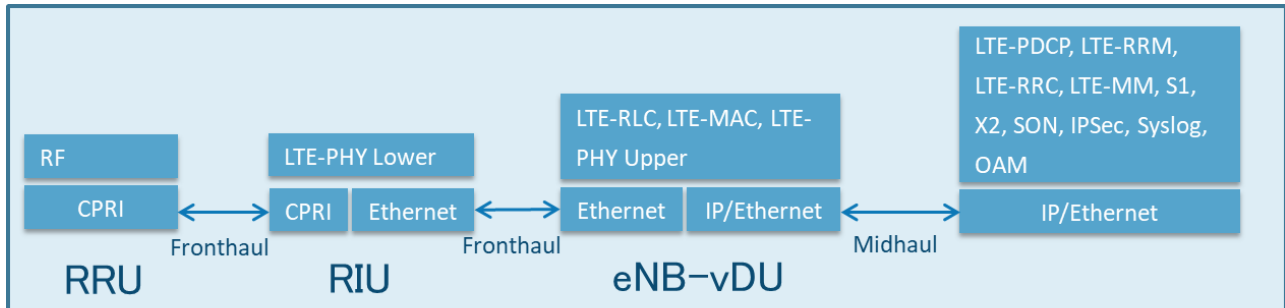 RF
CPRI
Fronthaul
RRU
LTE-PHY Lower
CPRI
Ethernet
Fronthaul
RIU
LTE-RLC, LTE-MAC, LTE-
PHY Upper
Ethernet
IP/Ethernet
Midhaul
eNB-vDU
LTE-PDCP, LTE-RRM,
LTE-RRC, LTE-MM, S1,
X2, SON, IPSec, Syslog,
OAM
IP/Ethernet